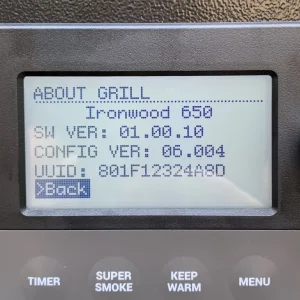 ABOUT GRILL
Ironwood 650
SW VER: 01.00.10
CONFIG VER: 06.004
UUID: 801F12324A8D
>Back
TIMER
SUPER SMOKE
KEEP WARM
MENU